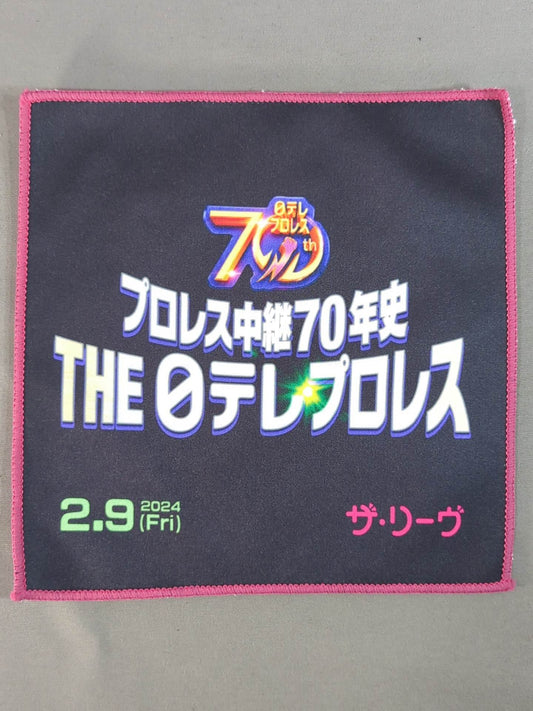 70th
日テレ
プロレス
プロレス中継70年史
THE 日テレ・プロレス
2.9 2024 (Fri)
ザ・リーヴ